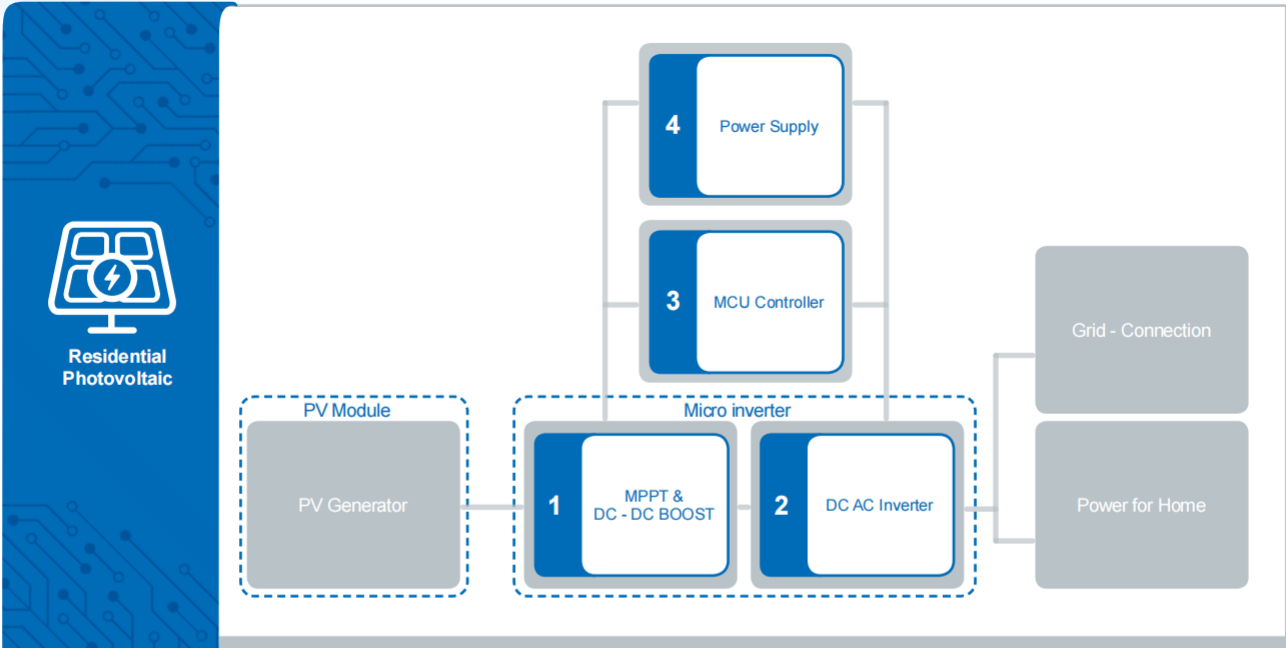 Residential
Photovoltaic
4
Power Supply
3
MCU Controller
PV Module
PV Generator
Micro inverter
1
MPPT &
DC - DC BOOST
2
DC AC Inverter
Grid - Connection
Power for Home